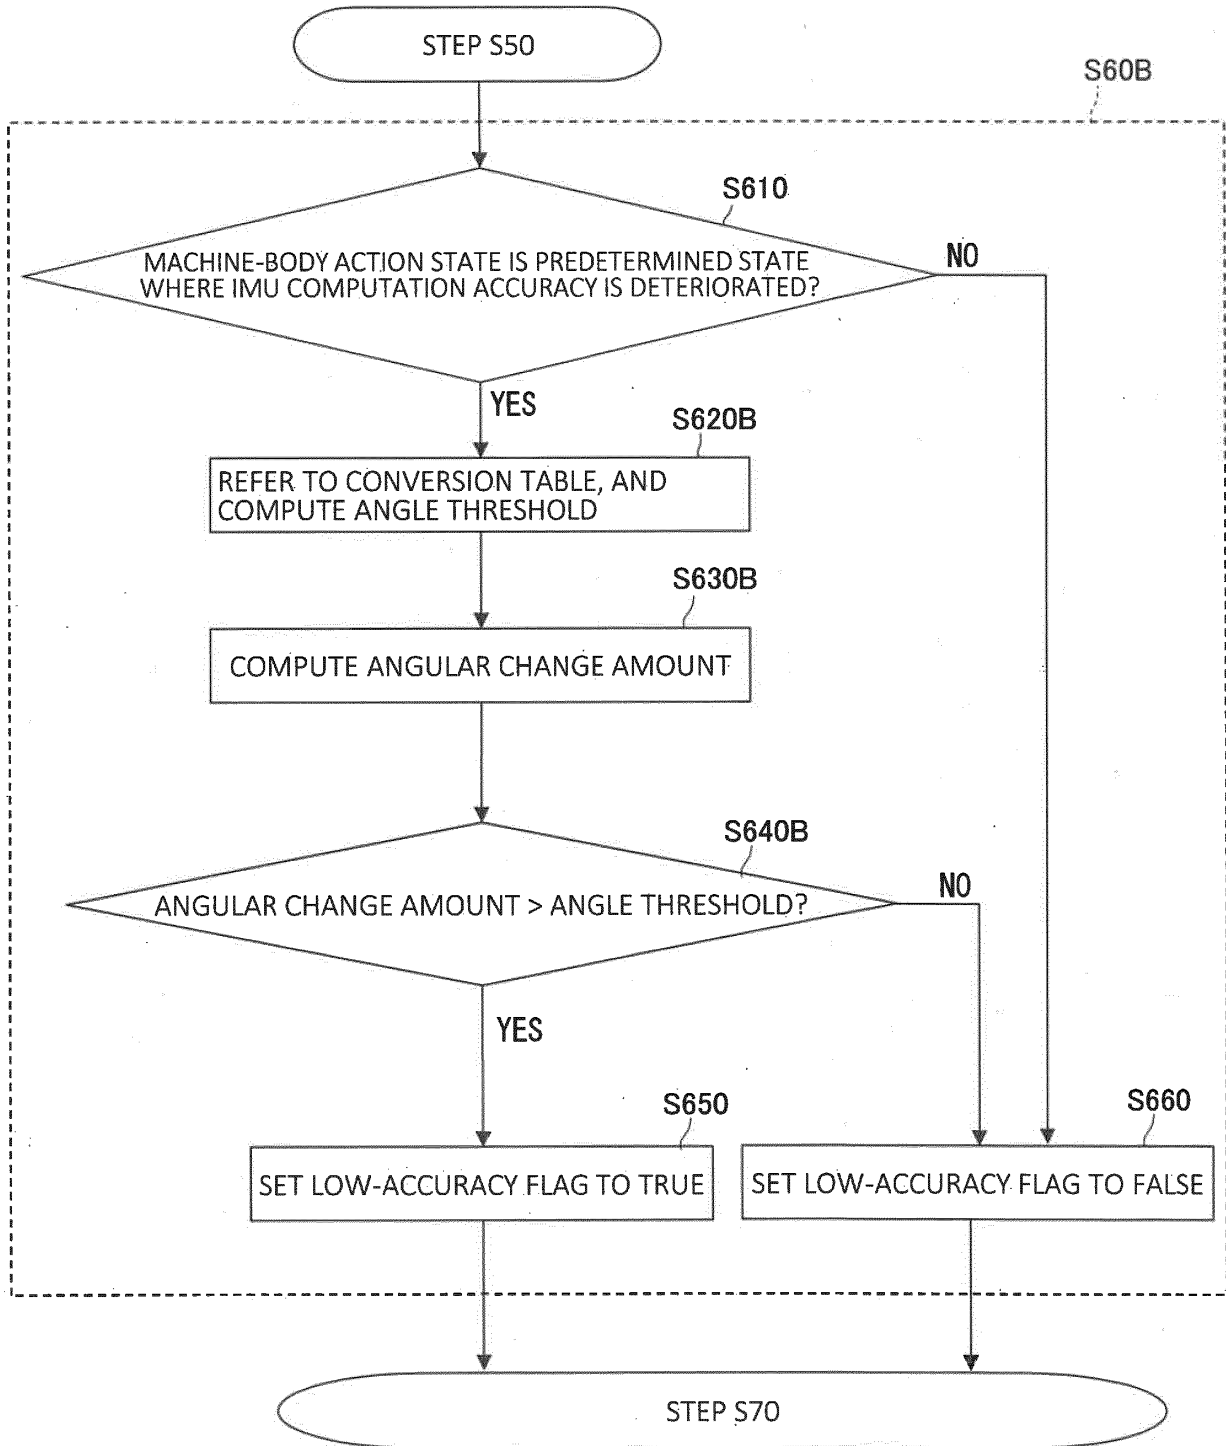 STEP S50
S60B
S610
MACHINE-BODY ACTION STATE IS PREDETERMINED STATE
WHERE IMU COMPUTATION ACCURACY IS DETERIORATED?
NO
YES
S620B
REFER TO CONVERSION TABLE, AND
COMPUTE ANGLE THRESHOLD
S630B
COMPUTE ANGULAR CHANGE AMOUNT
S640B
ANGULAR CHANGE AMOUNT > ANGLE THRESHOLD?
NO
YES
S650
SET LOW-ACCURACY FLAG TO TRUE
S660
SET LOW-ACCURACY FLAG TO FALSE
STEP S70